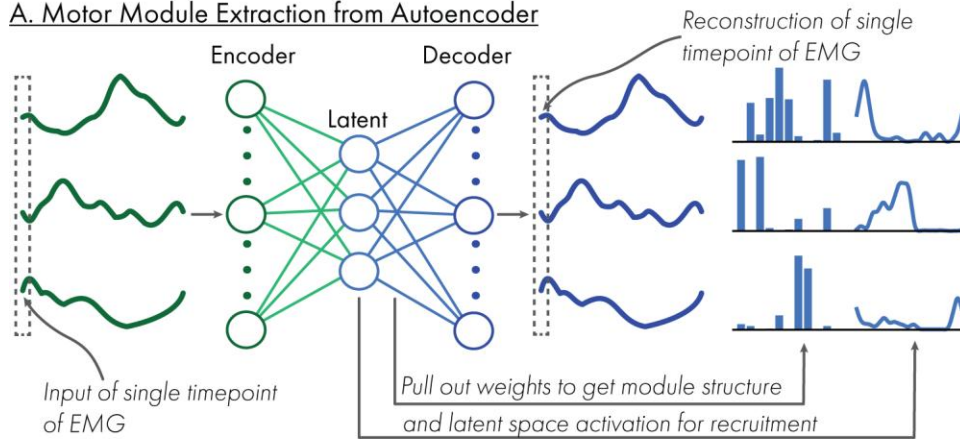 A. Motor Module Extraction from Autoencoder
Reconstruction of single
timepoint of EMG
Encoder
Decoder
Latent
Input of single timepoint
of EMG
Pull out weights to get module structure
and latent space activation for recruitment